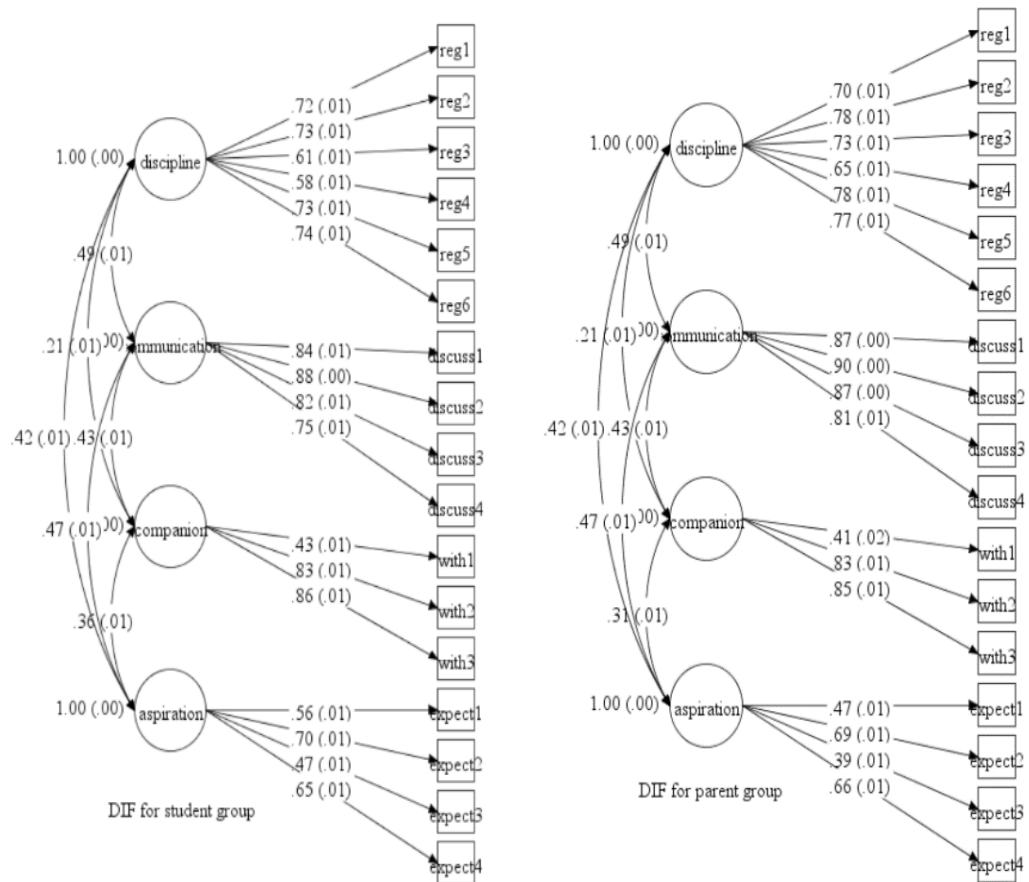 reg1
.72 (.01)
reg2
.73 (.01)
reg3
.61 (.01)
1.00 (.00)
discipline
.58 (.01)
reg4
.73 (.01)
reg5
.74 (.01)
.49 (.01)
reg6
.21 (.01)
00)
mmunication
.84 (.01)
discuss1
.88 (.00)
discuss2
.82 (.01)
.75 (.01)
discuss3
.42 (.01)
.43 (.01)
discuss4
.47 (.01)
00)
companion
.43 (.01)
with1
.83 (.01)
with2
.86 (.01)
.36 (.01)
with3
1.00 (.00)
aspiration
.56 (.01)
expect1
.70 (.01)
expect2
.47 (.01)
.65 (.01)
expect3
DIF for student group
expect4
reg1
.70 (.01)
reg2
.78 (.01)
reg3
.73 (.01)
1.00 (.00)
discipline
.65 (.01)
reg4
.78 (.01)
reg5
.77 (.01)
.49 (.01)
reg6
.21 (.01)
00)
mmunication
.87 (.00)
discuss1
.90 (.00)
discuss2
.87 (.00)
.81 (.01)
discuss3
.42 (.01)
.43 (.01)
discuss4
.47 (.01)
00)
companion
.41 (.02)
with1
.83 (.01)
with2
.85 (.01)
.31 (.01)
with3
1.00 (.00)
aspiration
.47 (.01)
expect1
.69 (.01)
expect2
.39 (.01)
.66 (.01)
expect3
DIF for parent group
expect4